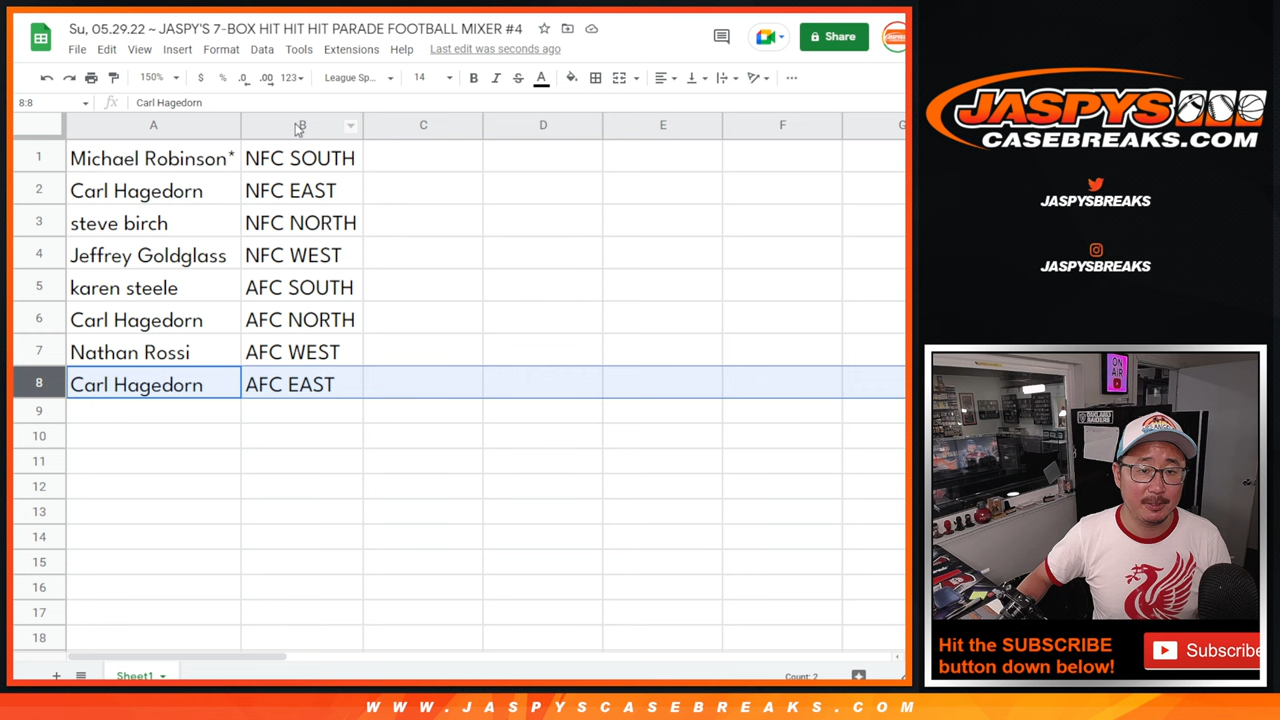 Su, 05.29.22 ~ JASPY'S 7-BOX HIT HIT HIT PARADE FOOTBALL MIXER #4
File Edit View Insert Format Data Tools Extensions Help Last edit was seconds ago
Share
150% $ % .0 .00 123 League Sp... 14 B I S A
8:8 fx Carl Hagedorn
A B C D E F G
1 Michael Robinson* NFC SOUTH
2 Carl Hagedorn NFC EAST
3 steve birch NFC NORTH
4 Jeffrey Goldglass NFC WEST
5 karen steele AFC SOUTH
6 Carl Hagedorn AFC NORTH
7 Nathan Rossi AFC WEST
8 Carl Hagedorn AFC EAST
9
10
11
12
13
14
15
16
17
18
Sheet1
Count: 2
JASPYS
CASEBREAKS.COM
JASPYSBREAKS
JASPYSBREAKS
ON AIR
OAKLAND RAIDERS
Hit the SUBSCRIBE
button down below!
Subscribe
WWW.JASPYSCASEBREAKS.COM